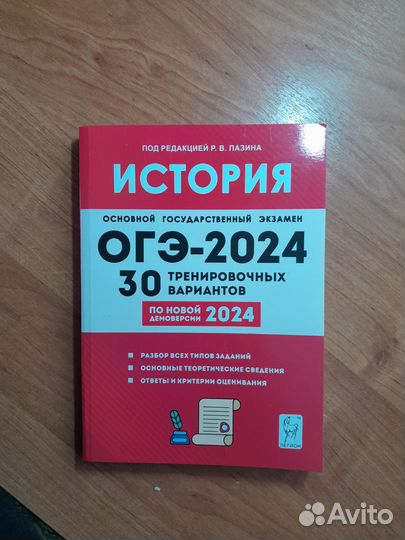 ПОД РЕДАКЦИЕЙ Р. В. ПАЗИНА
ИСТОРИЯ
ОСНОВНОЙ ГОСУДАРСТВЕННЫЙ ЭКЗАМЕН
ОГЭ-2024
30 ТРЕНИРОВОЧНЫХ
ВАРИАНТОВ
ПО НОВОЙ
ДЕМОВЕРСИИ 2024
РАЗБОР ВСЕХ ТИПОВ ЗАДАНИЙ
ОСНОВНЫЕ ТЕОРЕТИЧЕСКИЕ СВЕДЕНИЯ
ОТВЕТЫ И КРИТЕРИИ ОЦЕНИВАНИЯ
ЛЕГИОН
Avito